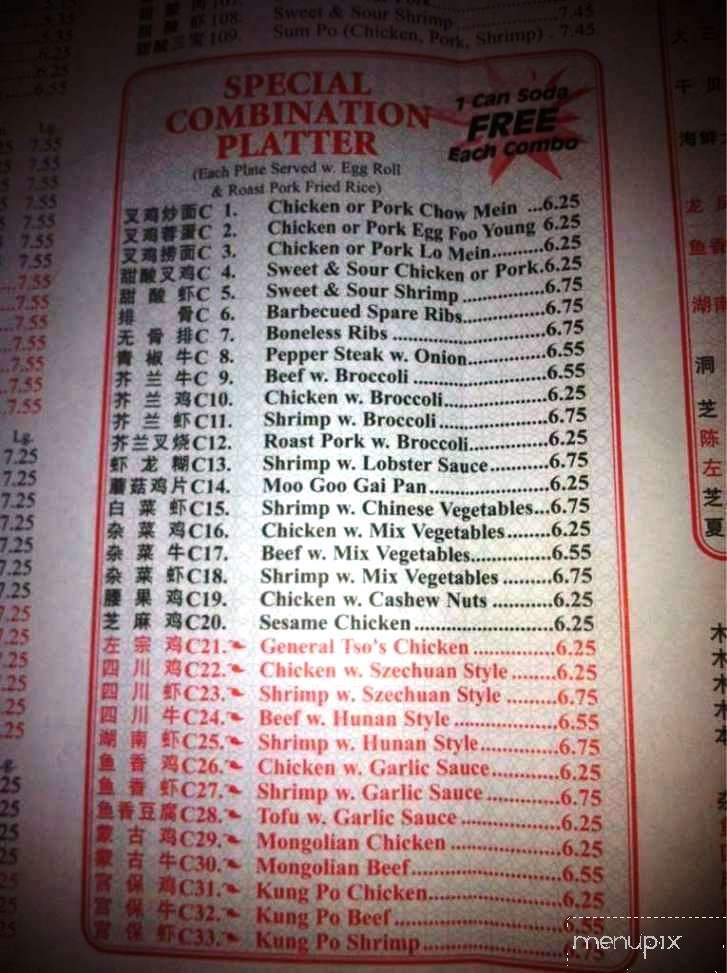 108. Sweet & Sour Shrimp 7.45
甜酸三宝 109. Sum Po (Chicken, Pork, Shrimp) . 7.45
SPECIAL
COMBINATION
PLATTER
(Each Plate Served w. Egg Roll
& Roast Pork Fried Rice)
1 Can Soda
FREE
Each Combo
叉鸡炒面C 1. Chicken or Pork Chow Mein ...6.25
叉鸡蓉蛋C 2. Chicken or Pork Egg Foo Young 6.25
叉鸡捞面C 3. Chicken or Pork Lo Mein..........6.25
甜酸叉鸡C 4. Sweet & Sour Chicken or Pork.6.25
甜酸虾C 5. Sweet & Sour Shrimp ...............6.75
排骨C 6. Barbecued Spare Ribs...............6.75
无骨排C 7. Boneless Ribs ............................6.75
青椒牛C 8. Pepper Steak w. Onion..............6.55
芥兰牛C 9. Beef w. Broccoli .......................6.55
芥兰鸡C10. Chicken w. Broccoli..................6.25
芥兰虾C11. Shrimp w. Broccoli...................6.75
芥兰叉烧C12. Roast Pork w. Broccoli..............6.25
虾龙糊C13. Shrimp w. Lobster Sauce...........6.75
蘑菇鸡片C14. Moo Goo Gai Pan.....................6.25
白菜虾C15. Shrimp w. Chinese Vegetables...6.75
杂菜鸡C16. Chicken w. Mix Vegetables........6.25
杂菜牛C17. Beef w. Mix Vegetables.............6.55
杂菜虾C18. Shrimp w. Mix Vegetables .........6.75
腰果鸡C19. Chicken w. Cashew Nuts ..........6.25
芝麻鸡C20. Sesame Chicken ........................6.25
左宗鸡C21. General Tso's Chicken ..............6.25
四川鸡C22. Chicken w. Szechuan Style ........6.25
四川虾C23. Shrimp w. Szechuan Style .........6.75
四川牛C24. Beef w. Hunan Style .................6.55
湖南虾C25. Shrimp w. Hunan Style.............6.75
鱼香鸡C26. Chicken w. Garlic Sauce...........6.25
鱼香虾C27. Shrimp w. Garlic Sauce ............6.75
鱼香豆腐C28. Tofu w. Garlic Sauce ................6.25
蒙古鸡C29. Mongolian Chicken ..................6.25
蒙古牛C30. Mongolian Beef........................6.55
宫保鸡C31. Kung Po Chicken.....................6.25
宫保牛C32. Kung Po Beef
宫保虾C33. Kung Po Shrimp
menupix